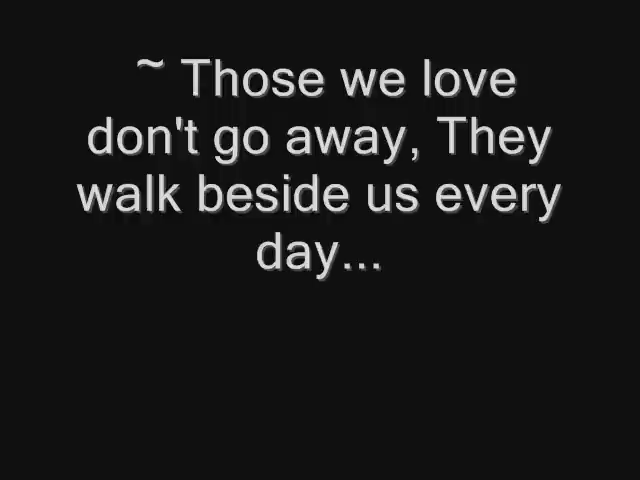 ~ Those we love
don't go away, They
walk beside us every
day...